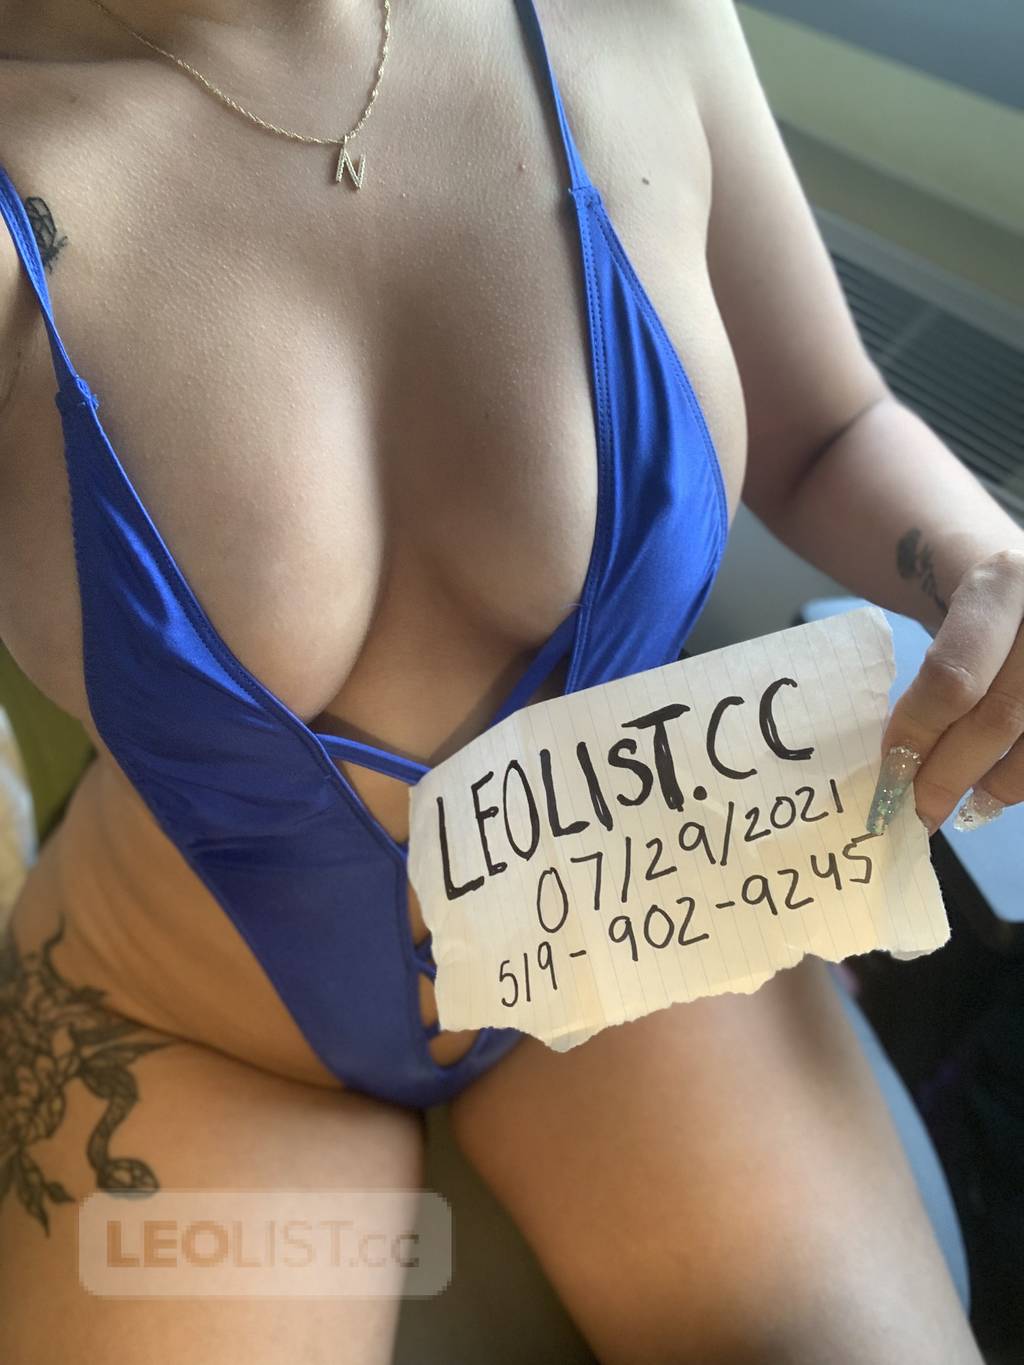 N
LEOLIST.CC
07/29/2021
519-902-9245
LEOLIST.cc